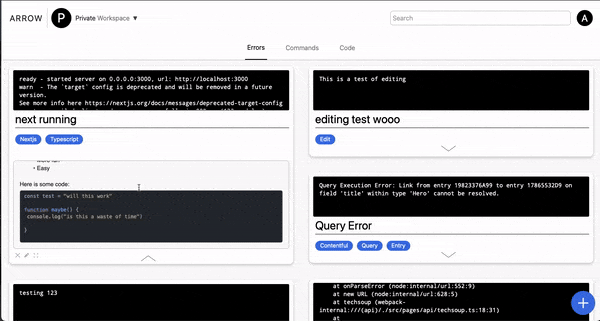 ARROW
P
Private Workspace ▼
Search
A
Errors
Commands
Code
ready - started server on 0.0.0.0:3000, url: http://localhost:3000
warn - The `target` config is deprecated and will be removed in a future
version.
See more info here https://nextjs.org/docs/messages/deprecated-target-config
next running
Nextjs
Typescript
• Easy
Here is some code:
const test = "will this work"
function maybe() {
console.log("is this a waste of time")
}
testing 123
This is a test of editing
editing test wooo
Edit
Query Execution Error: Link from entry 19823376A99 to entry 17865532D9 on
field 'title' within type 'Hero' cannot be resolved.
Query Error
Contentful
Query
Entry
at onParseError (node:internal/url:552:9)
at new URL (node:internal/url:628:5)
at techsoup (webpack-
internal:///(api)/./src/pages/api/techsoup.ts:18:31)
at
+